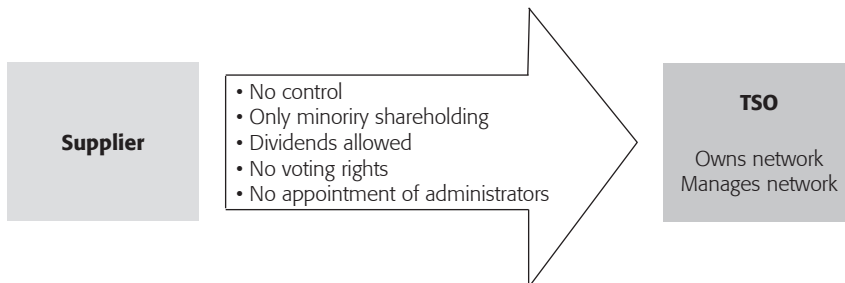 Supplier
• No control
• Only minoriry shareholding
• Dividends allowed
• No voting rights
• No appointment of administrators
TSO
Owns network
Manages network